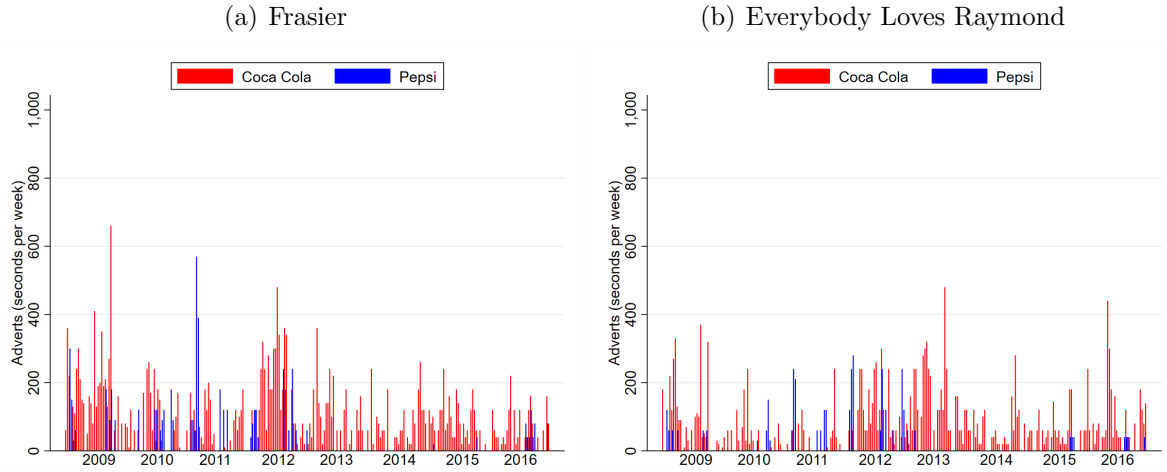 (a) Frasier
Coca Cola
Pepsi
Adverts (seconds per week)
1,000
800
600
400
200
0
2009 2010 2011 2012 2013 2014 2015 2016
(b) Everybody Loves Raymond
Coca Cola
Pepsi
Adverts (seconds per week)
1,000
800
600
400
200
0
2009 2010 2011 2012 2013 2014 2015 2016